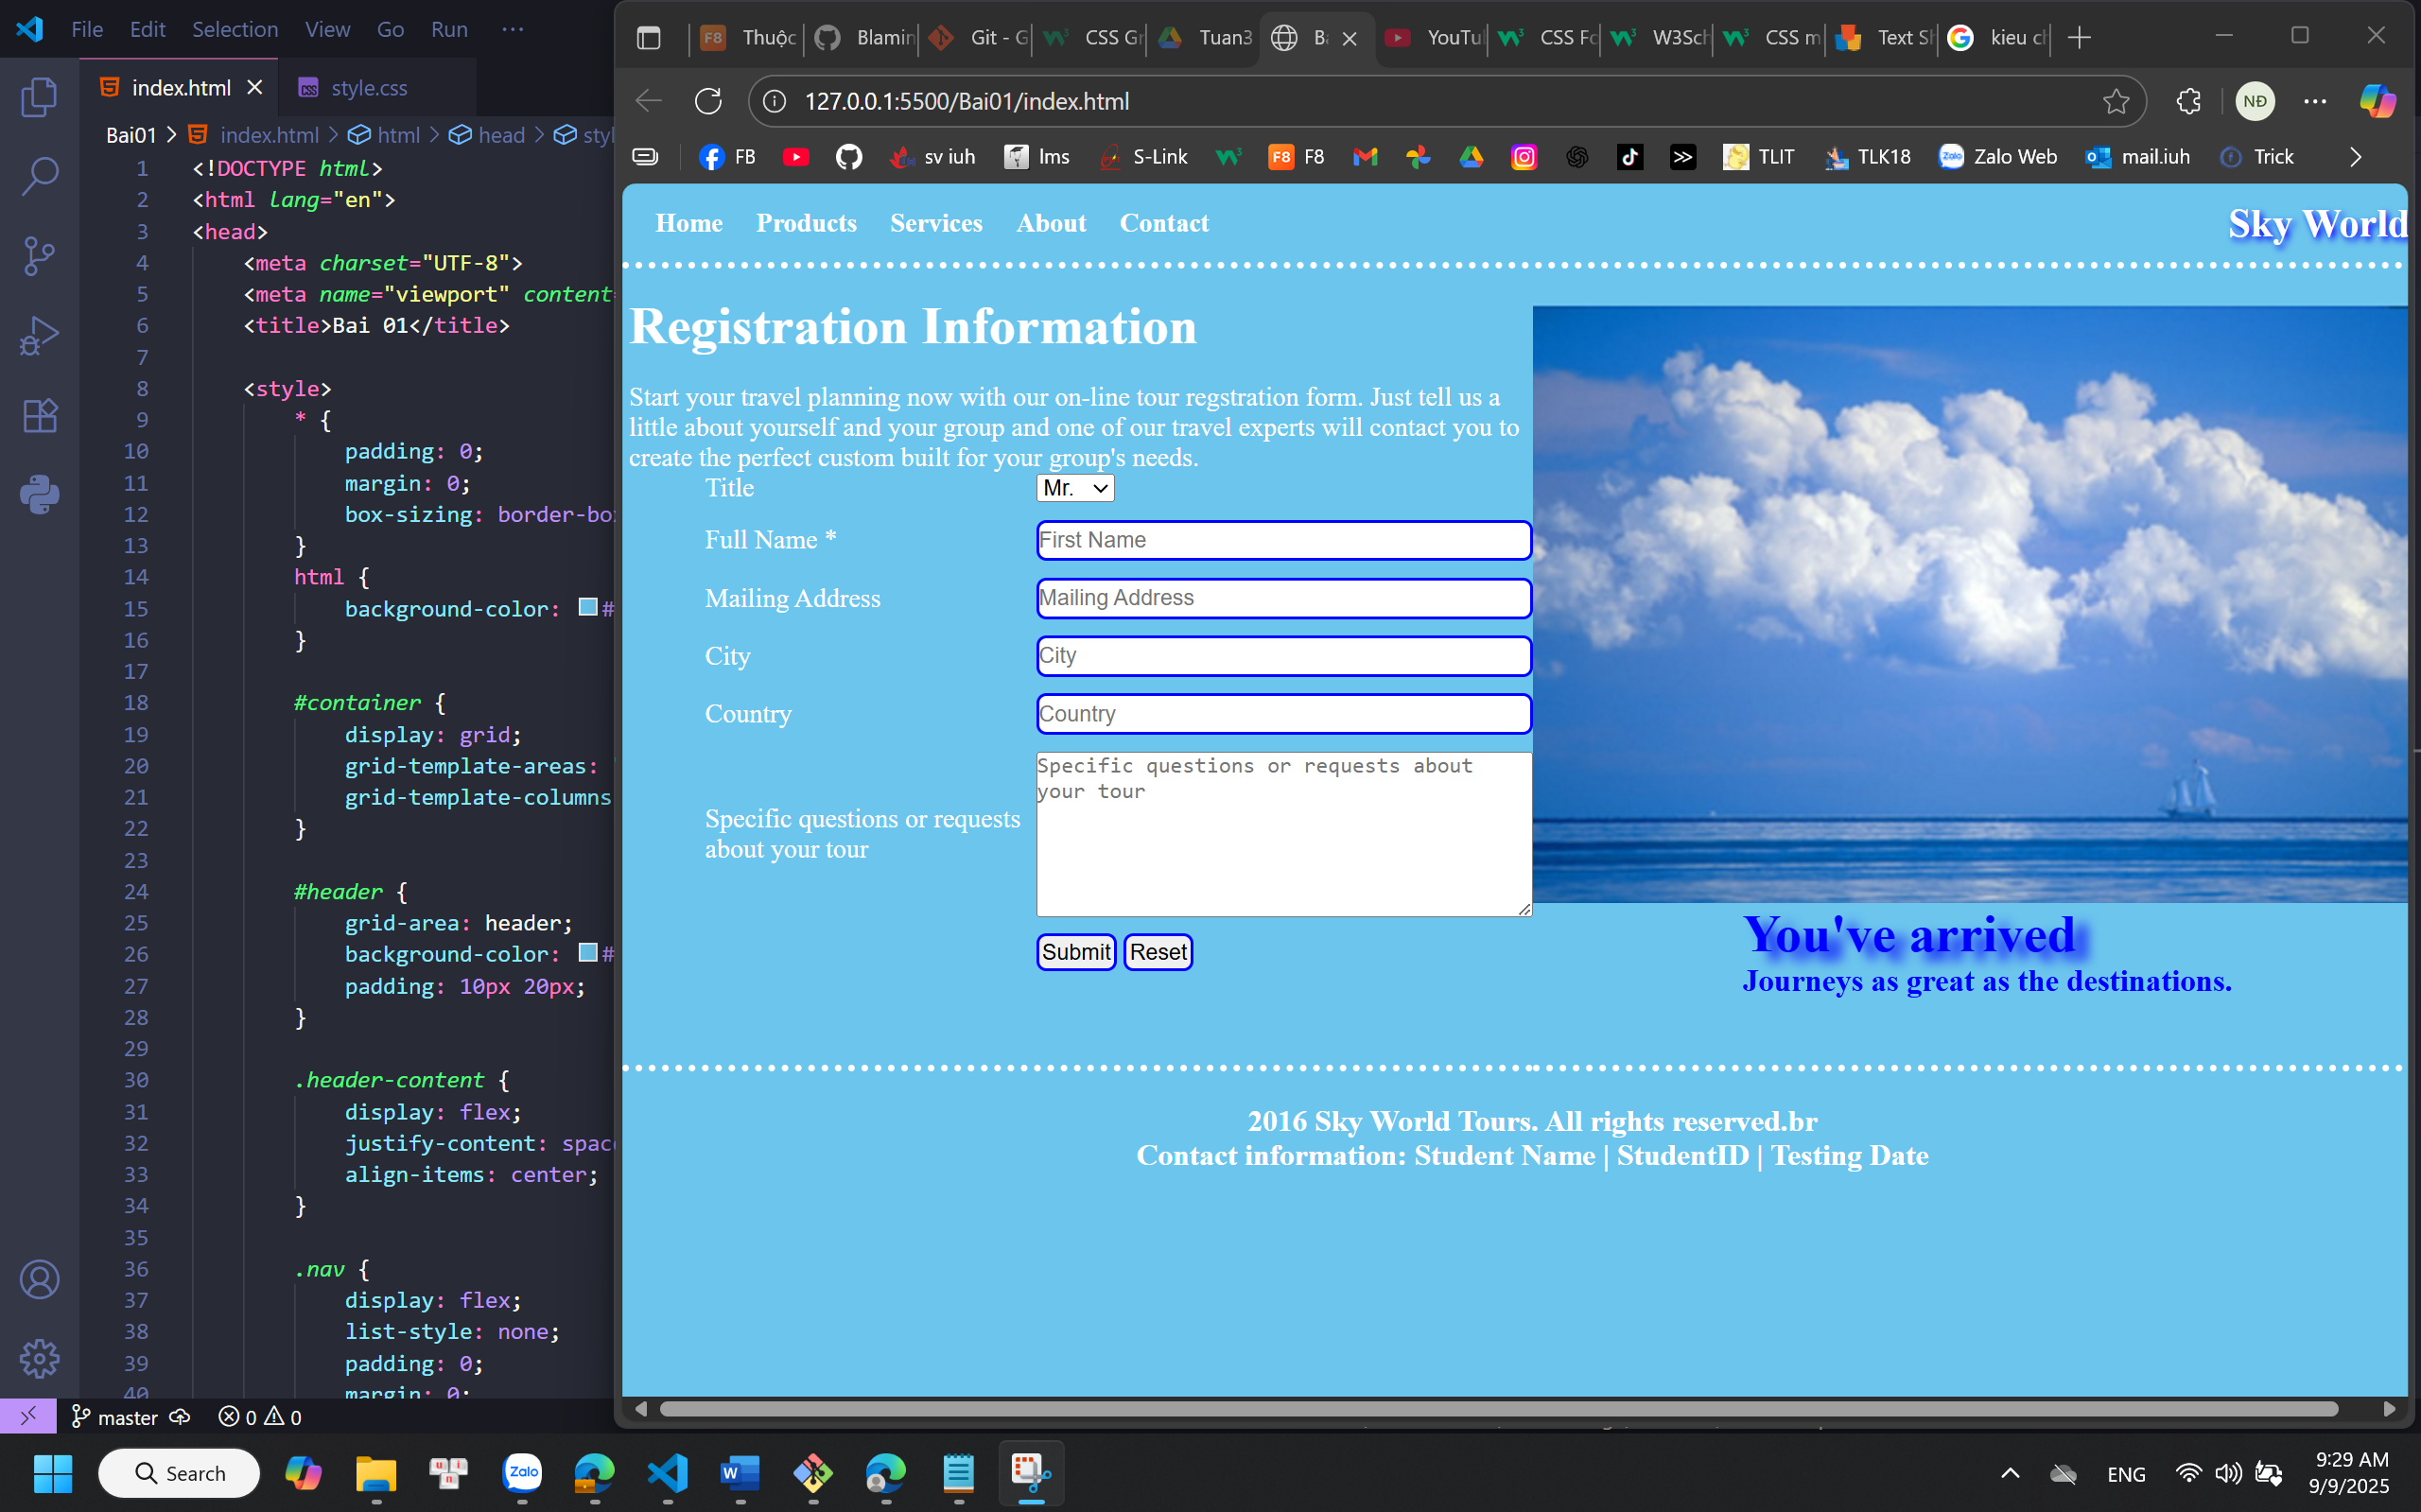 File Edit Selection View Go Run ···
index.html style.css
Bai01 > index.html > html > head > styl
1 <!DOCTYPE html>
2 <html lang="en">
3 <head>
4 <meta charset="UTF-8">
5 <meta name="viewport" content=
6 <title>Bai 01</title>
7
8 <style>
9 * {
10 padding: 0;
11 margin: 0;
12 box-sizing: border-bo
13 }
14 html {
15 background-color: #
16 }
17
18 #container {
19 display: grid;
20 grid-template-areas:
21 grid-template-columns
22 }
23
24 #header {
25 grid-area: header;
26 background-color: #
27 padding: 10px 20px;
28 }
29
30 .header-content {
31 display: flex;
32 justify-content: spac
33 align-items: center;
34 }
35
36 .nav {
37 display: flex;
38 list-style: none;
39 padding: 0;
40 margin: 0;
master 0 0
F8 Thuộc Blamin Git - G CSS Gr Tuan3 Ba YouTu CSS Fo W3Sch CSS m Text Sh kieu ch
127.0.0.1:5500/Bai01/index.html
NĐ
FB sv iuh lms S-Link F8 F8 TLIT TLK18 Zalo Web mail.iuh Trick
Home Products Services About Contact Sky World
Registration Information
Start your travel planning now with our on-line tour regstration form. Just tell us a
little about yourself and your group and one of our travel experts will contact you to
create the perfect custom built for your group's needs.
Title Mr.
Full Name * First Name
Mailing Address Mailing Address
City City
Country Country
Specific questions or requests about
your tour
Specific questions or requests
about your tour
Submit Reset
You've arrived
Journeys as great as the destinations.
2016 Sky World Tours. All rights reserved.br
Contact information: Student Name | StudentID | Testing Date
Search Zalo ENG 9:29 AM
9/9/2025